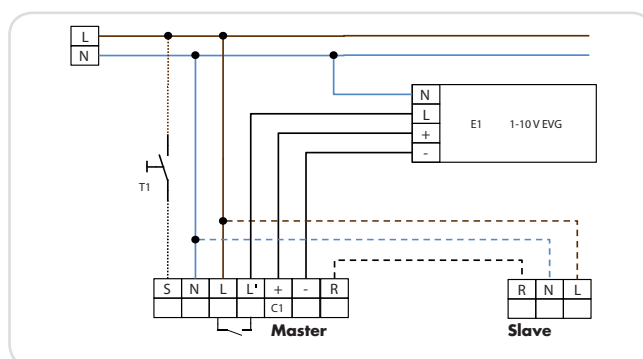 L
N
N
L
E1 1-10 V EVG
+
-
T1
S N L L' + - R
C1
R N L
Master
Slave